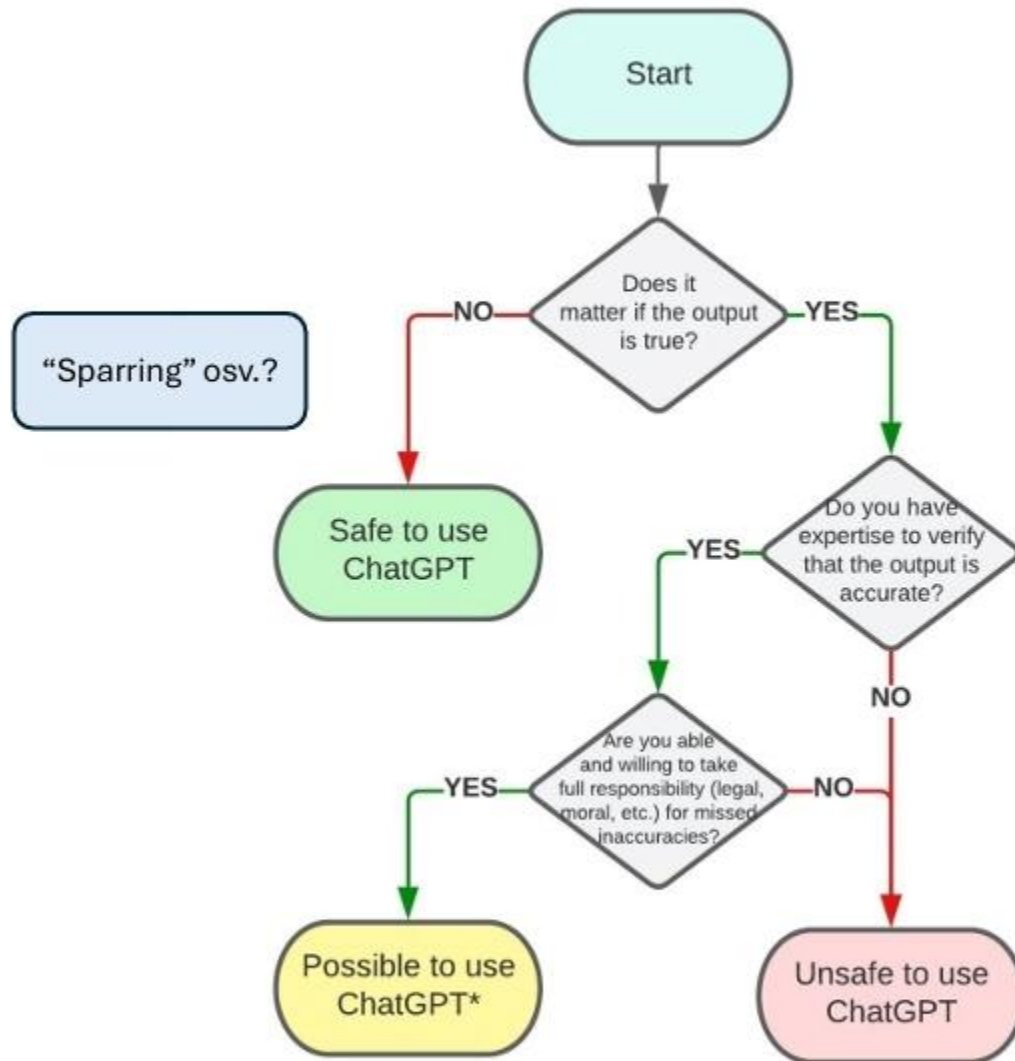 Start
Does it
matter if the output
is true?
NO
YES
“Sparring” osv.?
Safe to use
ChatGPT
Do you have
expertise to verify
that the output is
accurate?
YES
NO
Are you able
and willing to take
full responsibility (legal,
moral, etc.) for missed
inaccuracies?
YES
NO
Possible to use
ChatGPT*
Unsafe to use
ChatGPT